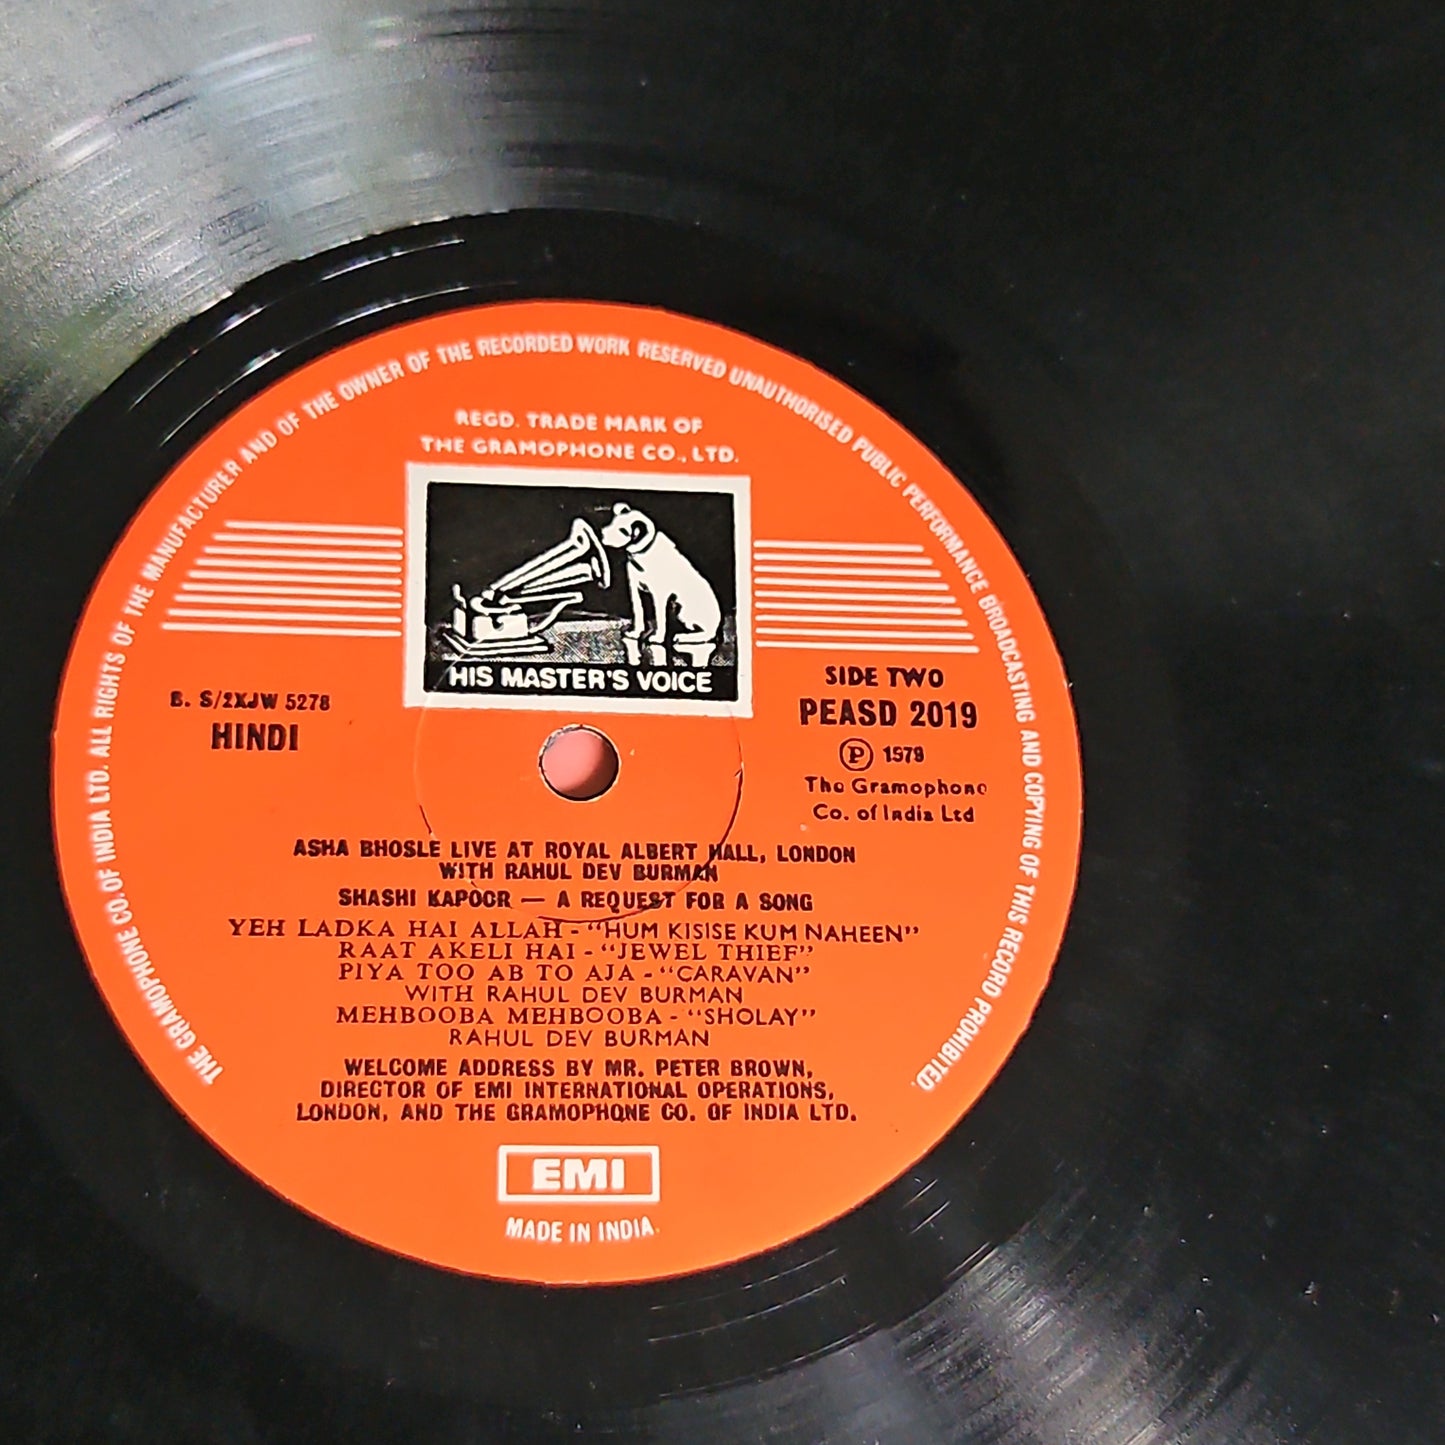 THE GRAMOPHONE CO. OF INDIA LTD. ALL RIGHTS OF THE MANUFACTURER AND OF THE OWNER OF THE RECORDED WORK RESERVED UNAUTHORISED PUBLIC PERFORMANCE BROADCASTING AND COPYING OF THIS RECORD PROHIBITED.
REGD. TRADE MARK OF
THE GRAMOPHONE CO., LTD.
HIS MASTER'S VOICE
B. S/2XJW 5278
HINDI
SIDE TWO
PEASD 2019
Ⓟ 1979
The Gramophone
Co. of India Ltd
ASHA BHOSLE LIVE AT ROYAL ALBERT HALL, LONDON
WITH RAHUL DEV BURMAN
SHASHI KAPOOR — A REQUEST FOR A SONG
YEH LADKA HAI ALLAH - "HUM KISISE KUM NAHEEN"
RAAT AKELI HAI - "JEWEL THIEF"
PIYA TOO AB TO AJA - "CARAVAN"
WITH RAHUL DEV BURMAN
MEHBOOBA MEHBOOBA - "SHOLAY"
RAHUL DEV BURMAN
WELCOME ADDRESS BY MR. PETER BROWN,
DIRECTOR OF EMI INTERNATIONAL OPERATIONS,
LONDON, AND THE GRAMOPHONE CO. OF INDIA LTD.
EMI
MADE IN INDIA.